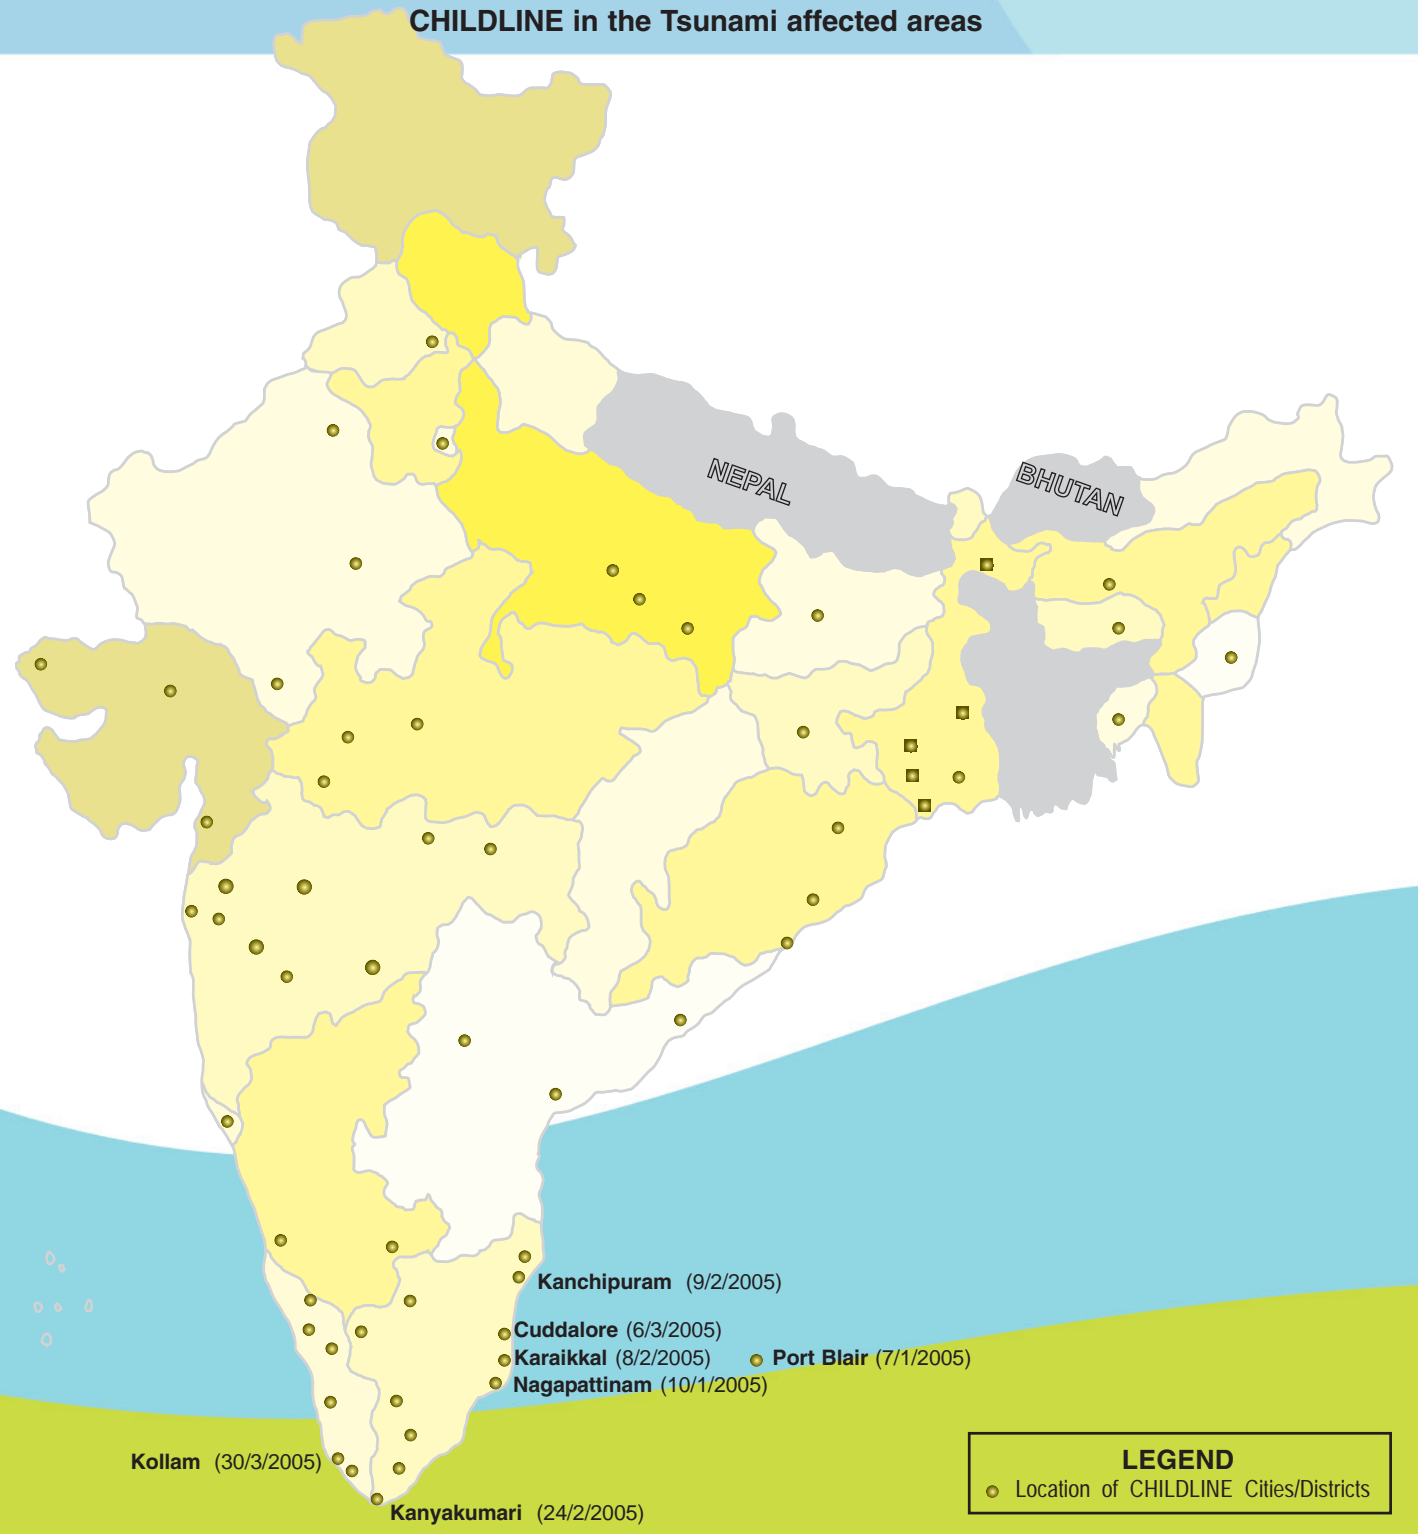 CHILDLINE in the Tsunami affected areas
NEPAL
BHUTAN
Kanchipuram (9/2/2005)
Cuddalore (6/3/2005)
Karaikkal (8/2/2005)
Port Blair (7/1/2005)
Nagapattinam (10/1/2005)
Kollam (30/3/2005)
Kanyakumari (24/2/2005)
LEGEND
Location of CHILDLINE Cities/Districts